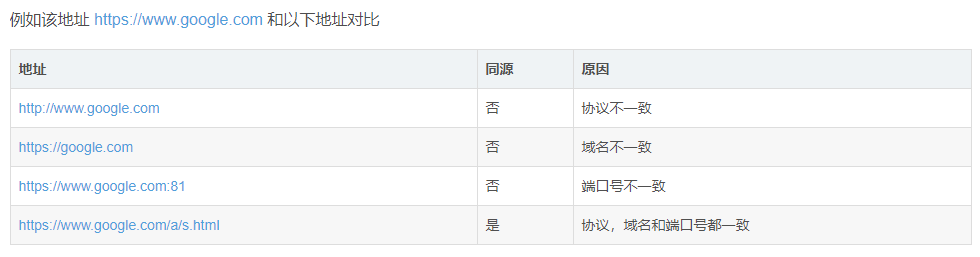 例如该地址 https://www.google.com 和以下地址对比
地址 同源 原因
http://www.google.com 否 协议不一致
https://google.com 否 域名不一致
https://www.google.com:81 否 端口号不一致
https://www.google.com/a/s.html 是 协议，域名和端口号都一致